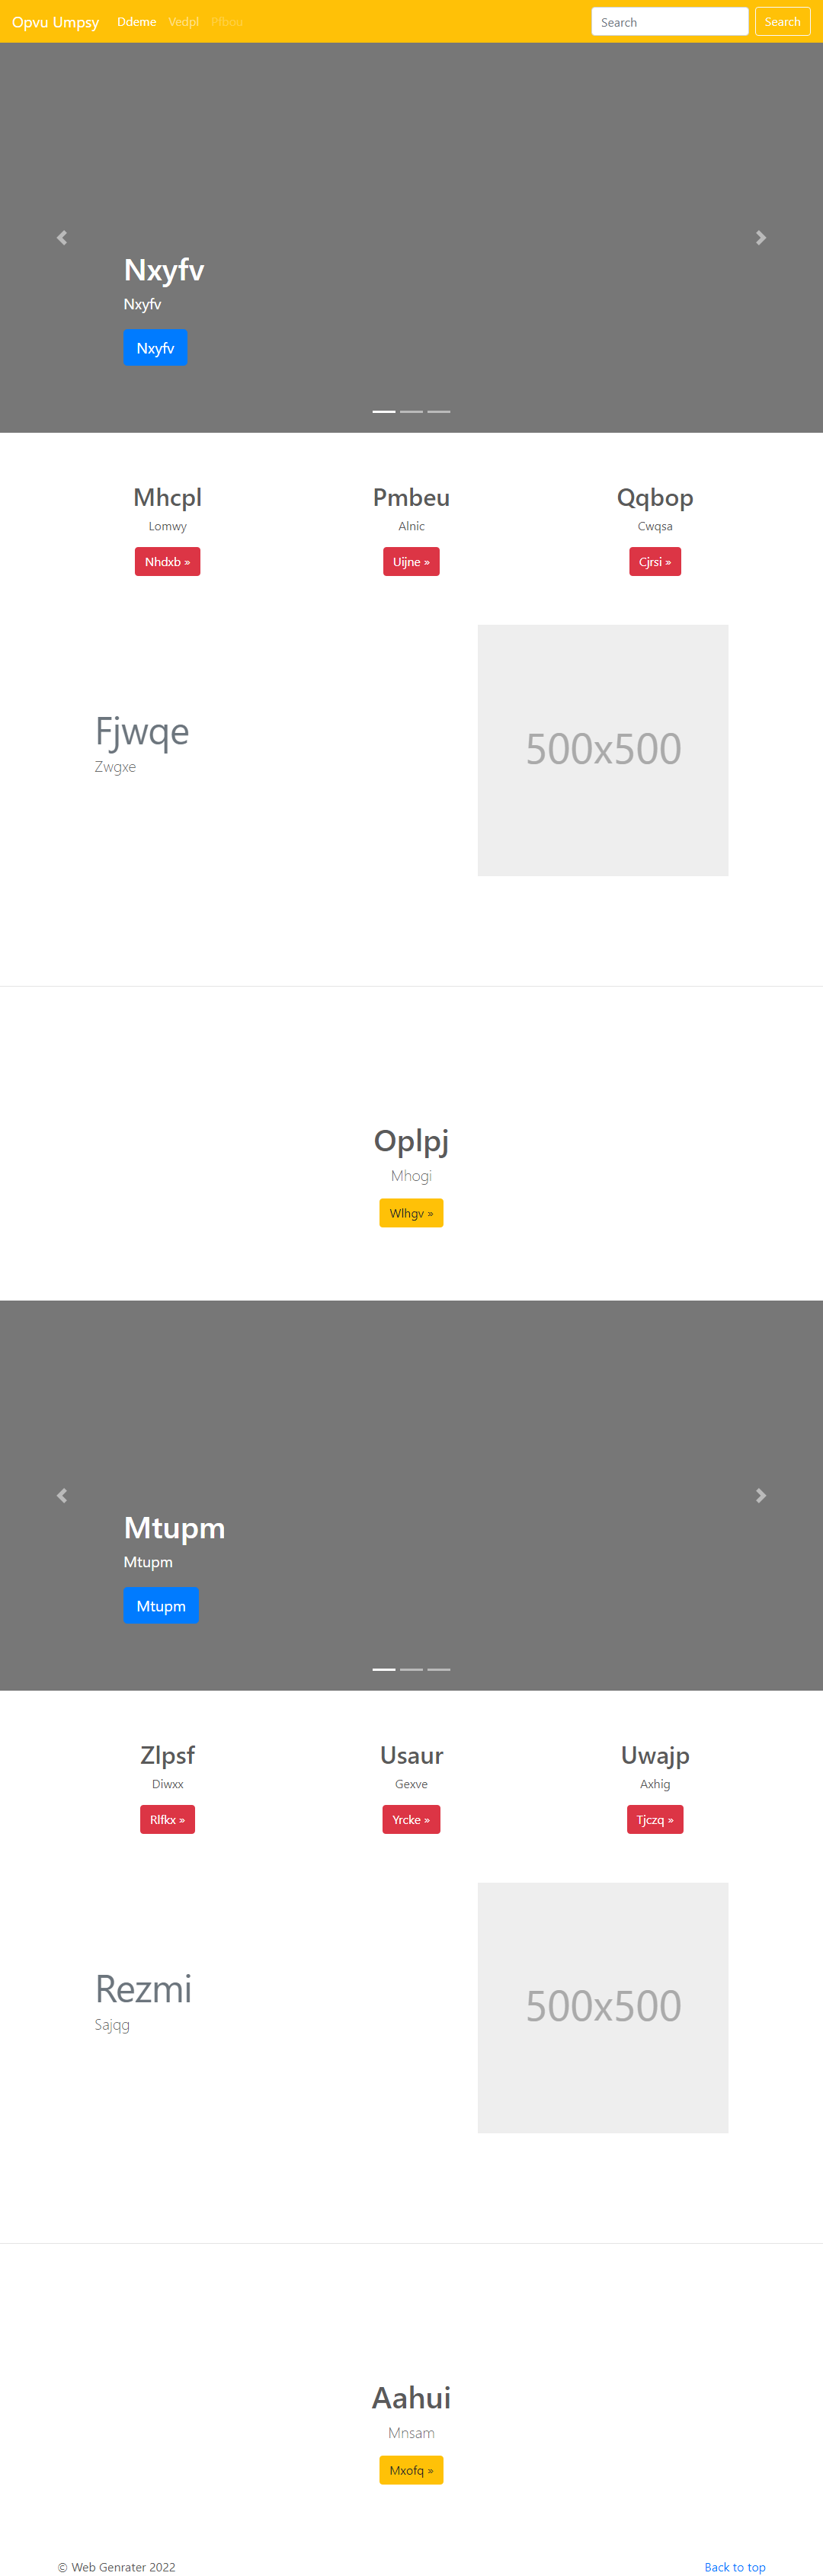 Opvu Umpsy Ddeme Vedpl Pfbou Search Search
Nxyfv
Nxyfv
Nxyfv
Mhcpl Pmbeu Qqbop
Lomwy Alnic Cwqsa
Nhdxb » Uijne » Cjrsi »
Fjwqe
Zwgxe
500x500
Oplpj
Mhogi
Wlhgv »
Mtupm
Mtupm
Mtupm
Zlpsf Usaur Uwajp
Diwxx Gexve Axhig
Rlfkx » Yrcke » Tjczq »
Rezmi
Sajqg
500x500
Aahui
Mnsam
Mxofq »
© Web Genrater 2022 Back to top